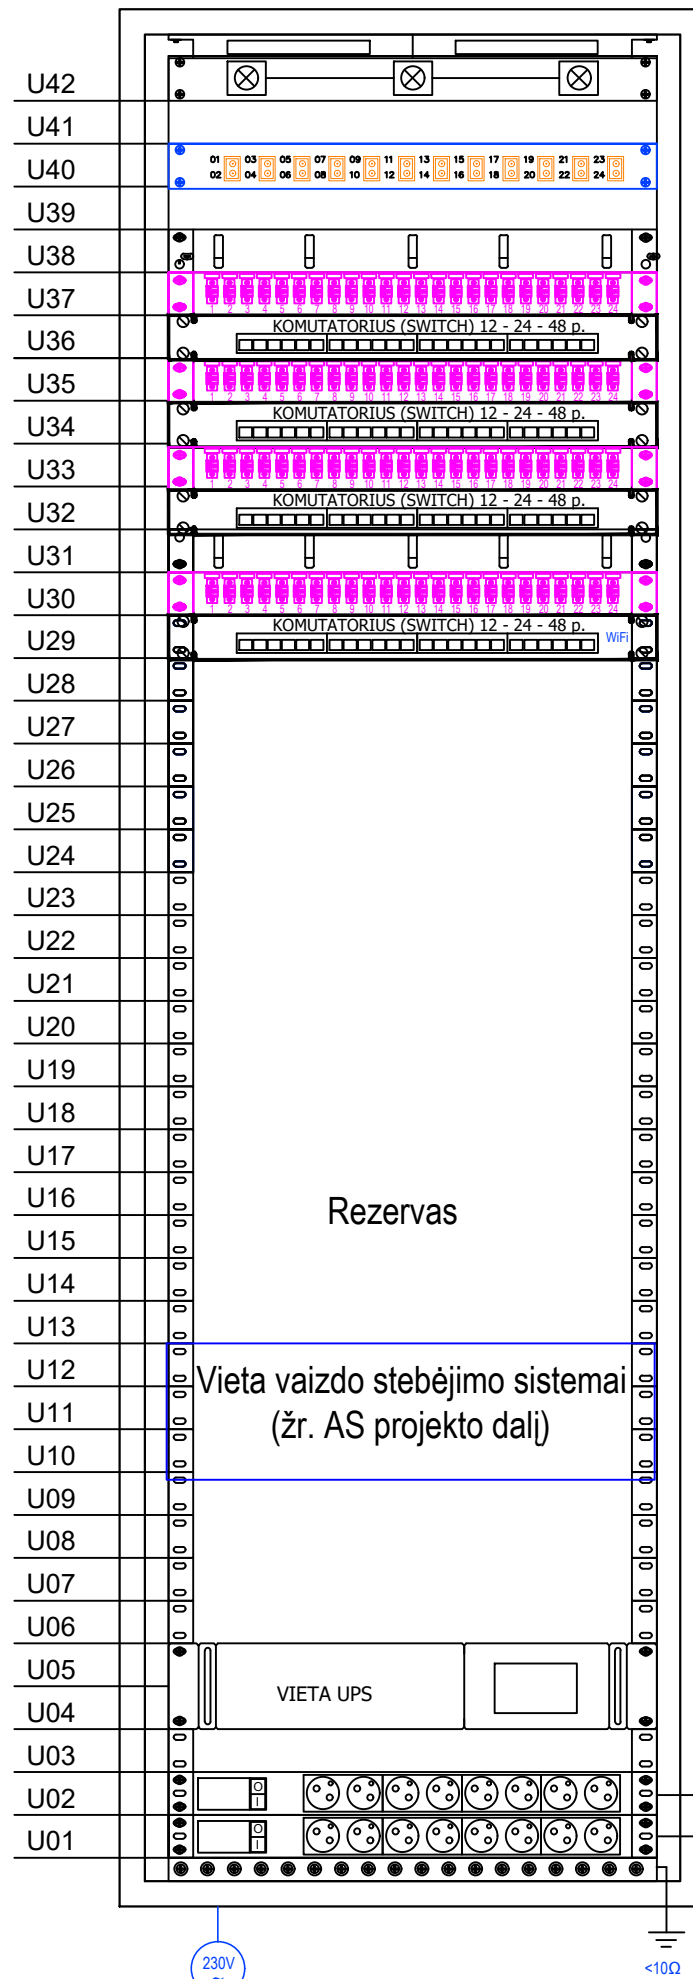 U42
U41
01 03 05 07 09 11 13 15 17 19 21 23
U40
02 04 06 08 10 12 14 16 18 20 22 24
U39
U38
U37
1 2 3 4 5 6 7 8 9 10 11 12 13 14 15 16 17 18 19 20 21 22 23 24
KOMUTATORIUS (SWITCH) 12 - 24 - 48 p.
U36
U35
1 2 3 4 5 6 7 8 9 10 11 12 13 14 15 16 17 18 19 20 21 22 23 24
KOMUTATORIUS (SWITCH) 12 - 24 - 48 p.
U34
U33
1 2 3 4 5 6 7 8 9 10 11 12 13 14 15 16 17 18 19 20 21 22 23 24
KOMUTATORIUS (SWITCH) 12 - 24 - 48 p.
U32
U31
U30
1 2 3 4 5 6 7 8 9 10 11 12 13 14 15 16 17 18 19 20 21 22 23 24
KOMUTATORIUS (SWITCH) 12 - 24 - 48 p.
U29 WiFi
U28
U27
U26
U25
U24
U23
U22
U21
U20
U19
U18
U17
U16
Rezervas
U15
U14
U13
U12
Vieta vaizdo stebėjimo sistemai
U11
(žr. AS projekto dalį)
U10
U09
U08
U07
U06
U05
VIETA UPS
U04
U03
O
U02
I
O
U01
I
230V
<10Ω